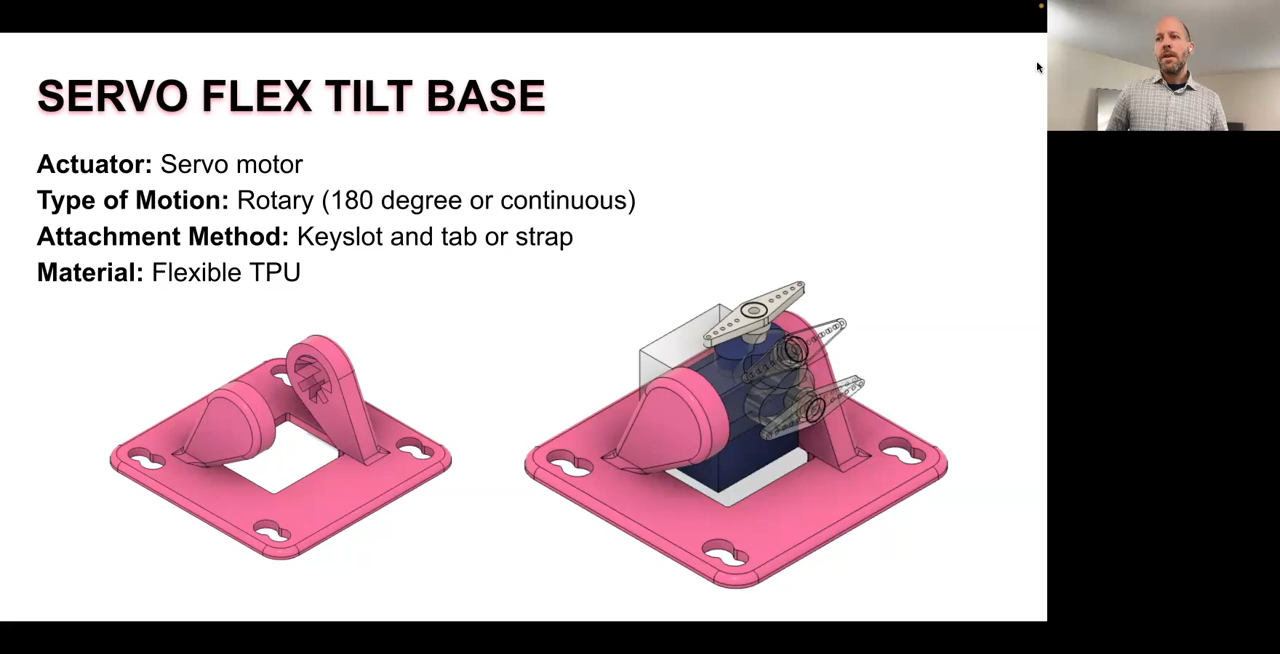 SERVO FLEX TILT BASE
Actuator: Servo motor
Type of Motion: Rotary (180 degree or continuous)
Attachment Method: Keyslot and tab or strap
Material: Flexible TPU